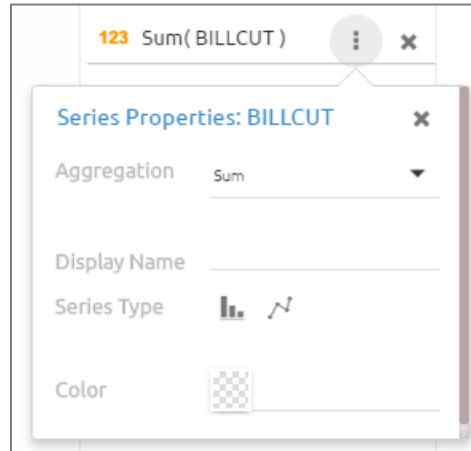 123 Sum( BILLCUT )
Series Properties: BILLCUT
Aggregation Sum
Display Name
Series Type
Color